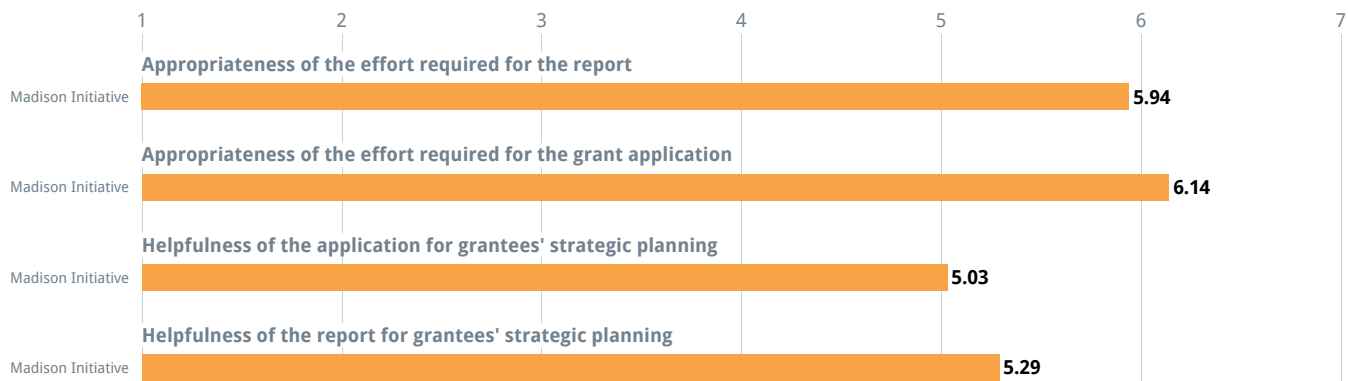 1 2 3 4 5 6 7
Appropriateness of the effort required for the report
Madison Initiative 5.94
Appropriateness of the effort required for the grant application
Madison Initiative 6.14
Helpfulness of the application for grantees' strategic planning
Madison Initiative 5.03
Helpfulness of the report for grantees' strategic planning
Madison Initiative 5.29